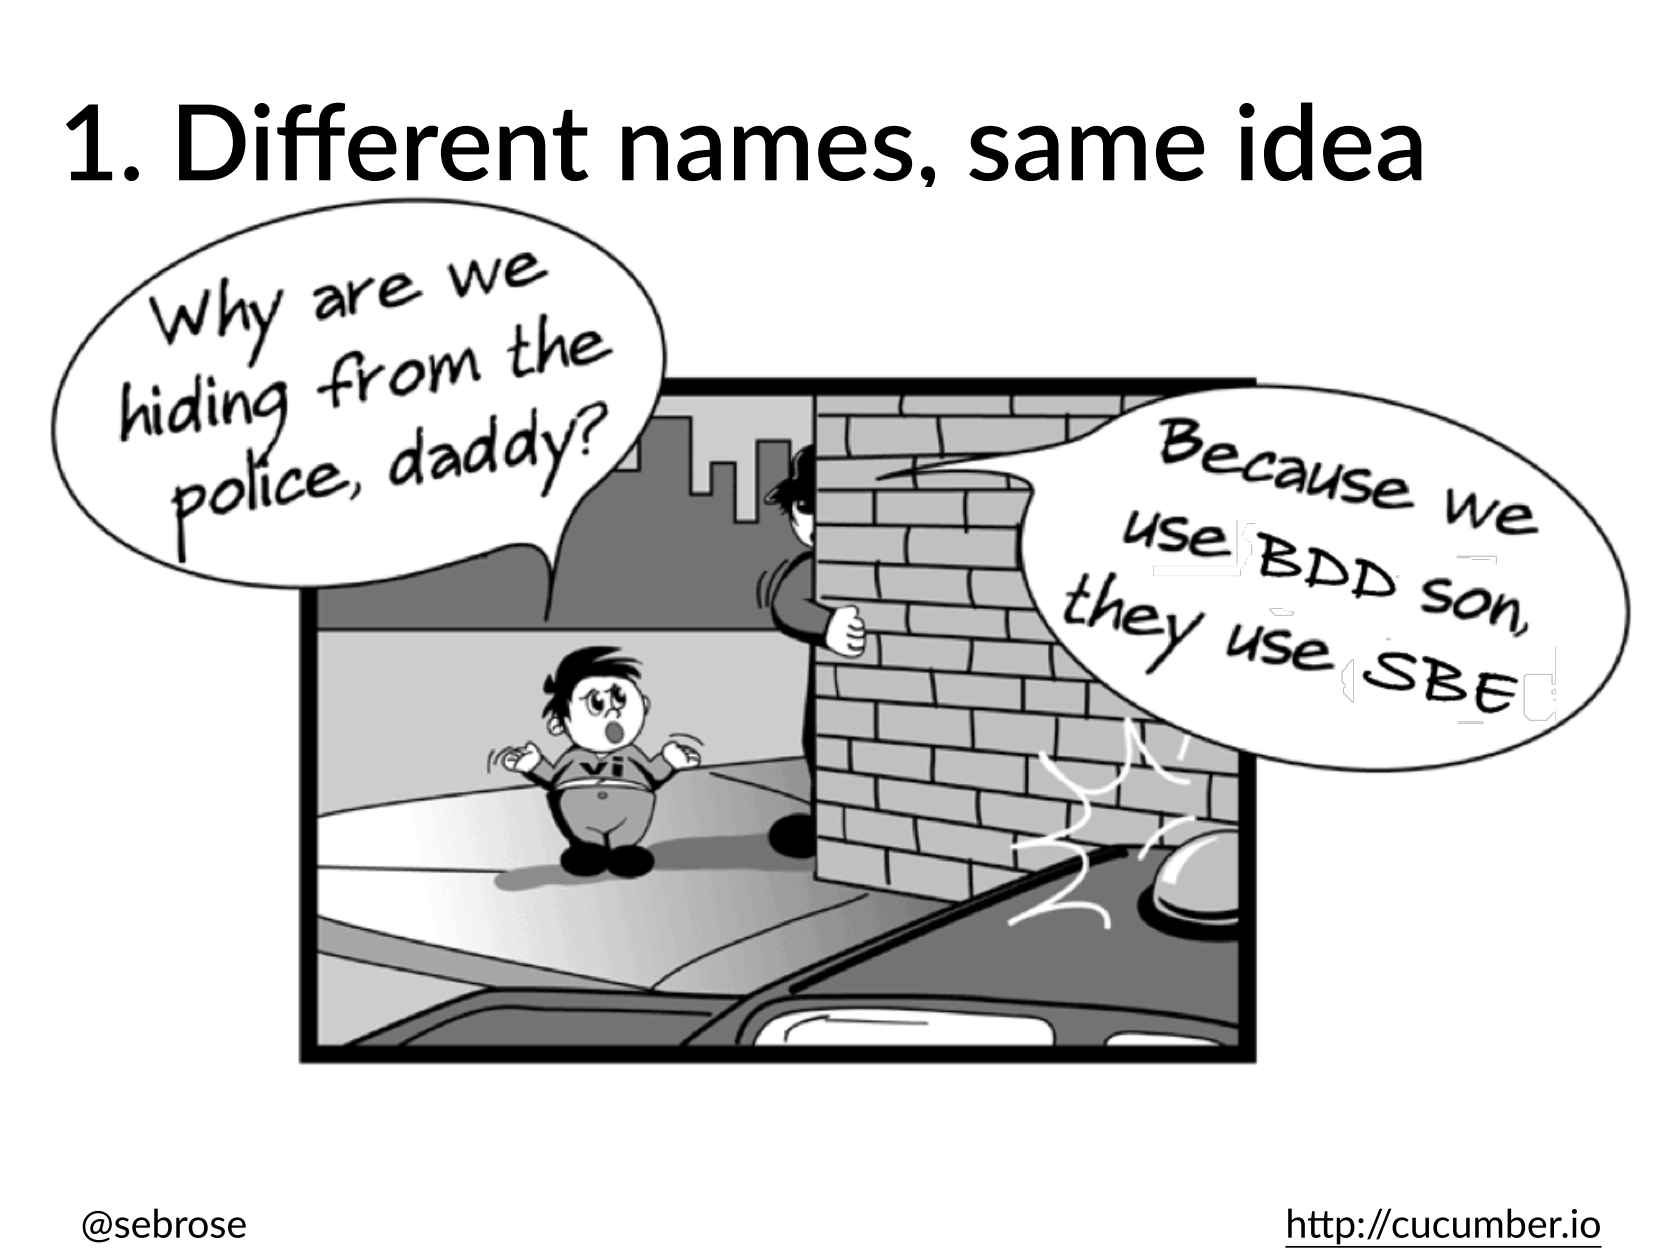 1. Different names, same idea
Why are we
hiding from the
police, daddy?
Because we
use BDD son,
they use SBE
vi
@sebrose
http://cucumber.io